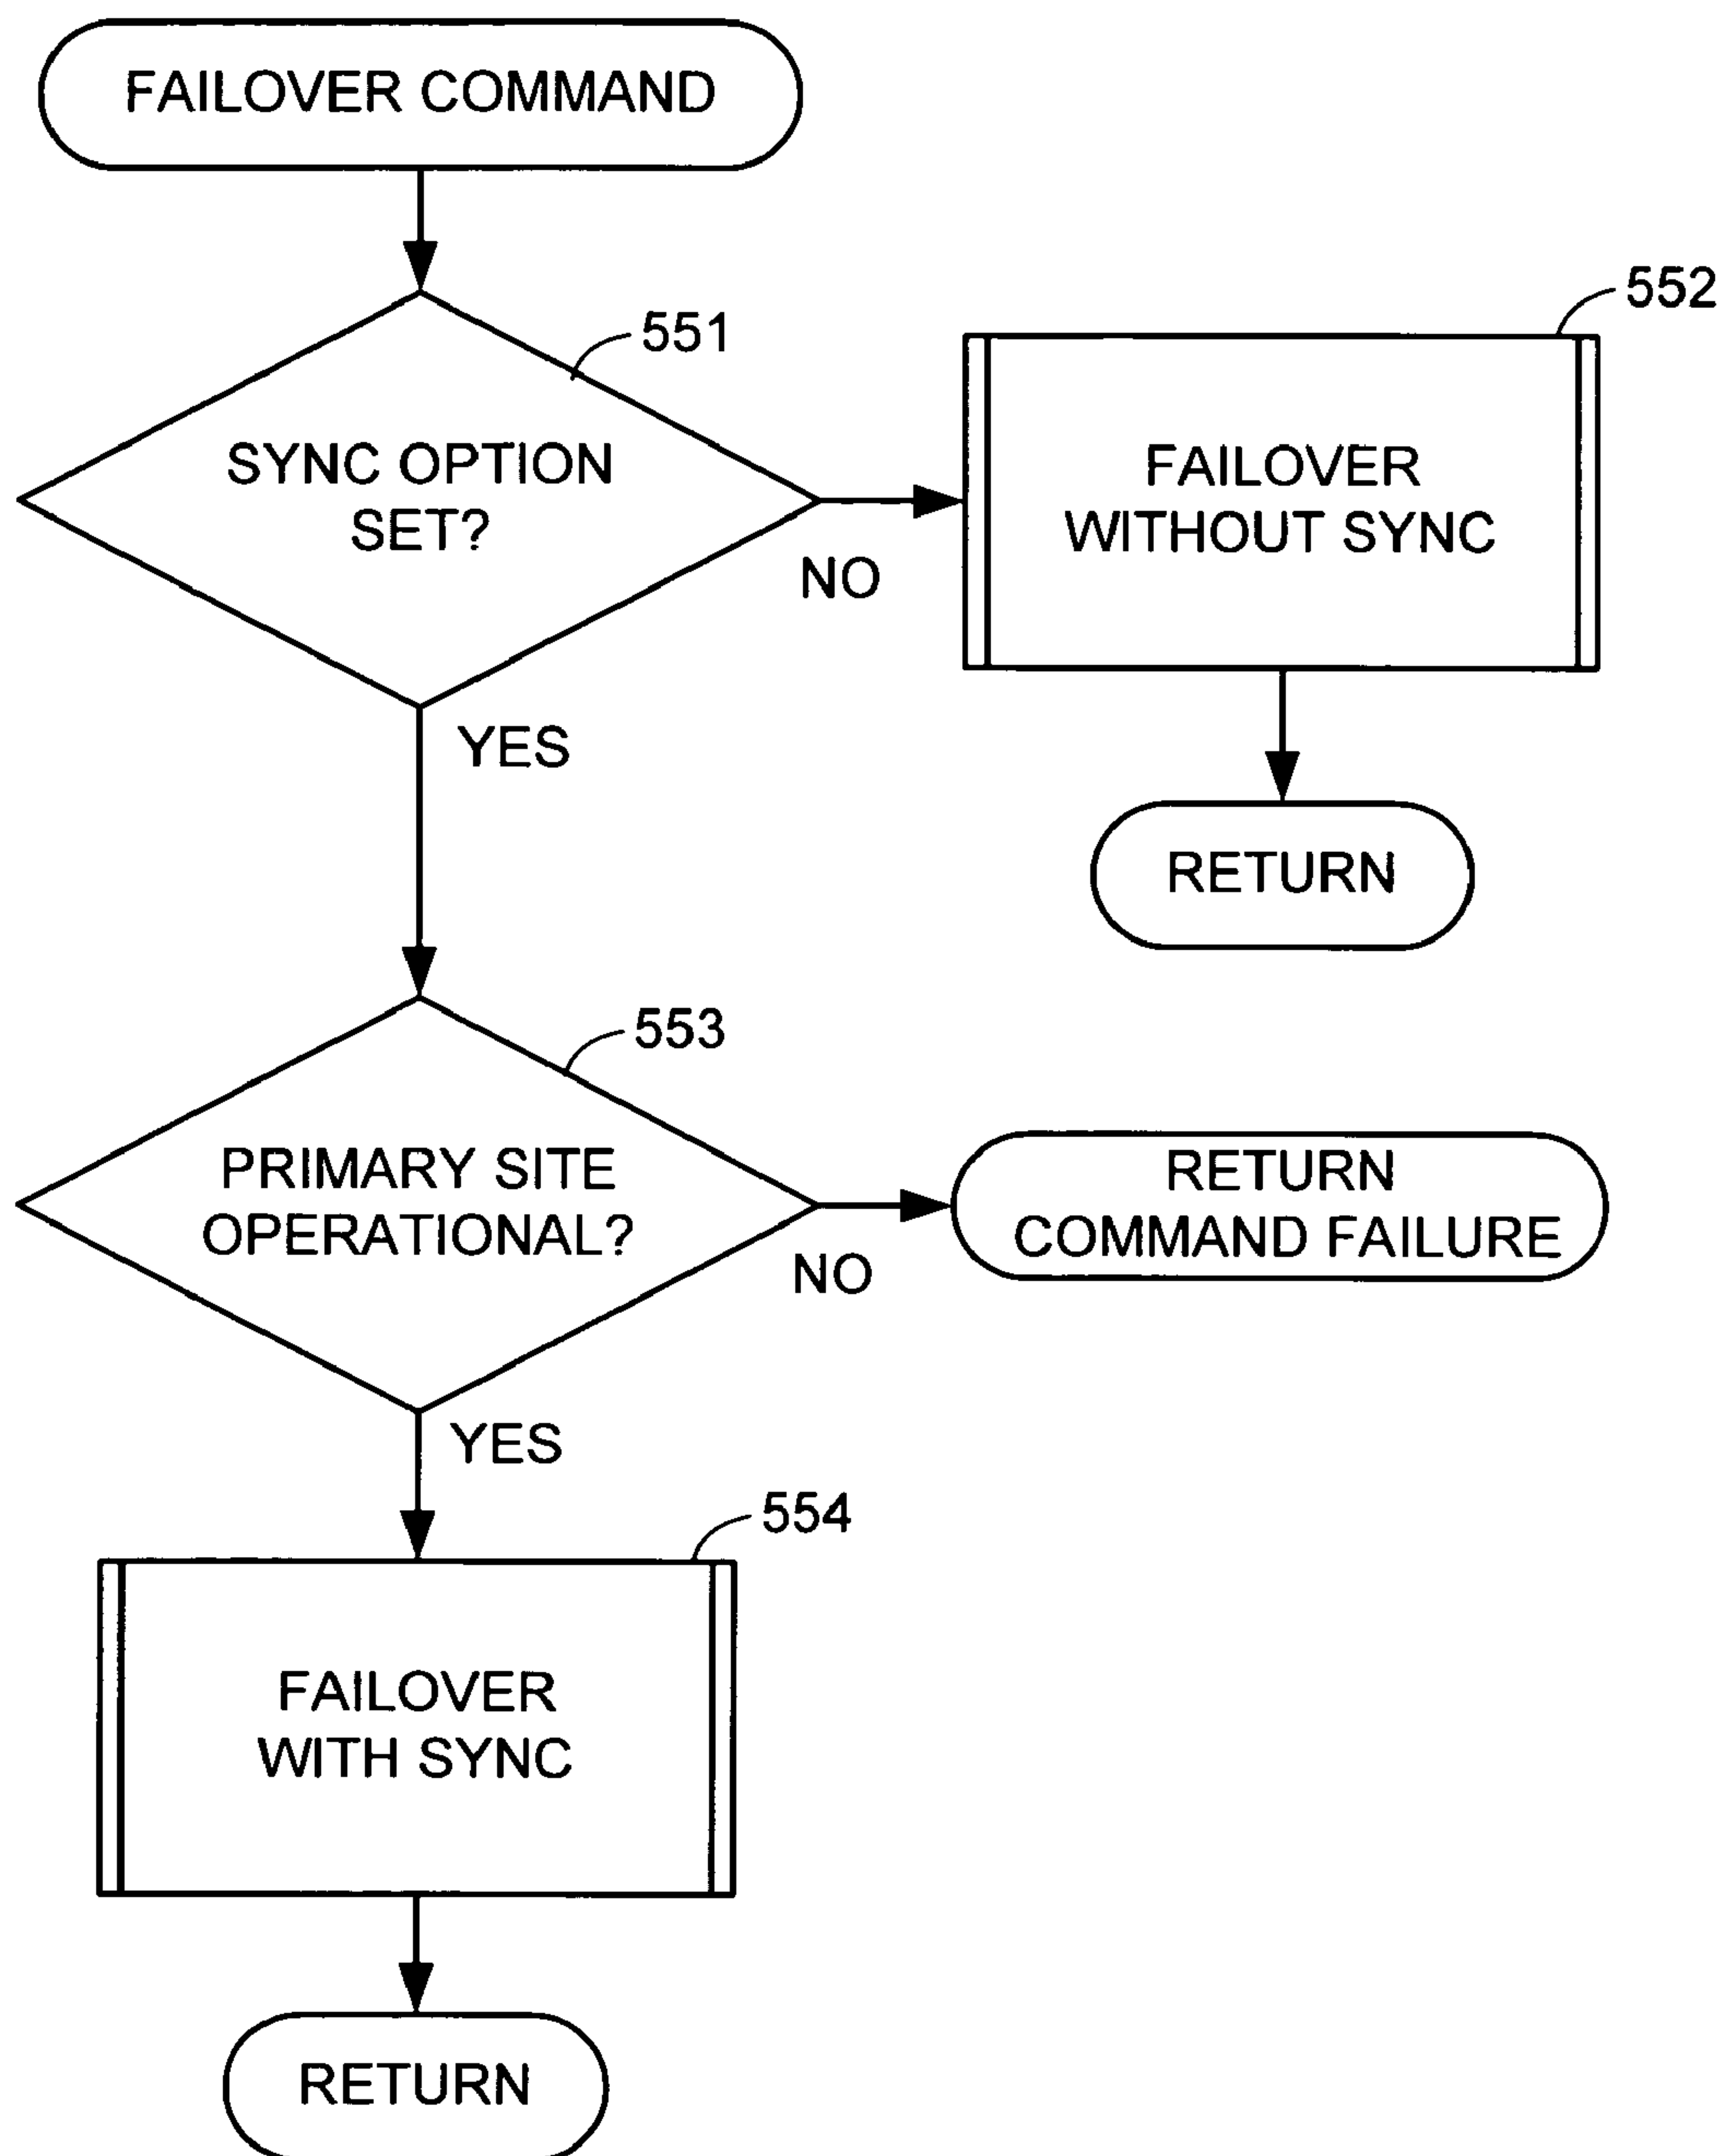 FAILOVER COMMAND
551
SYNC OPTION
SET?
NO
YES
552
FAILOVER
WITHOUT SYNC
RETURN
553
PRIMARY SITE
OPERATIONAL?
NO
YES
RETURN
COMMAND FAILURE
554
FAILOVER
WITH SYNC
RETURN